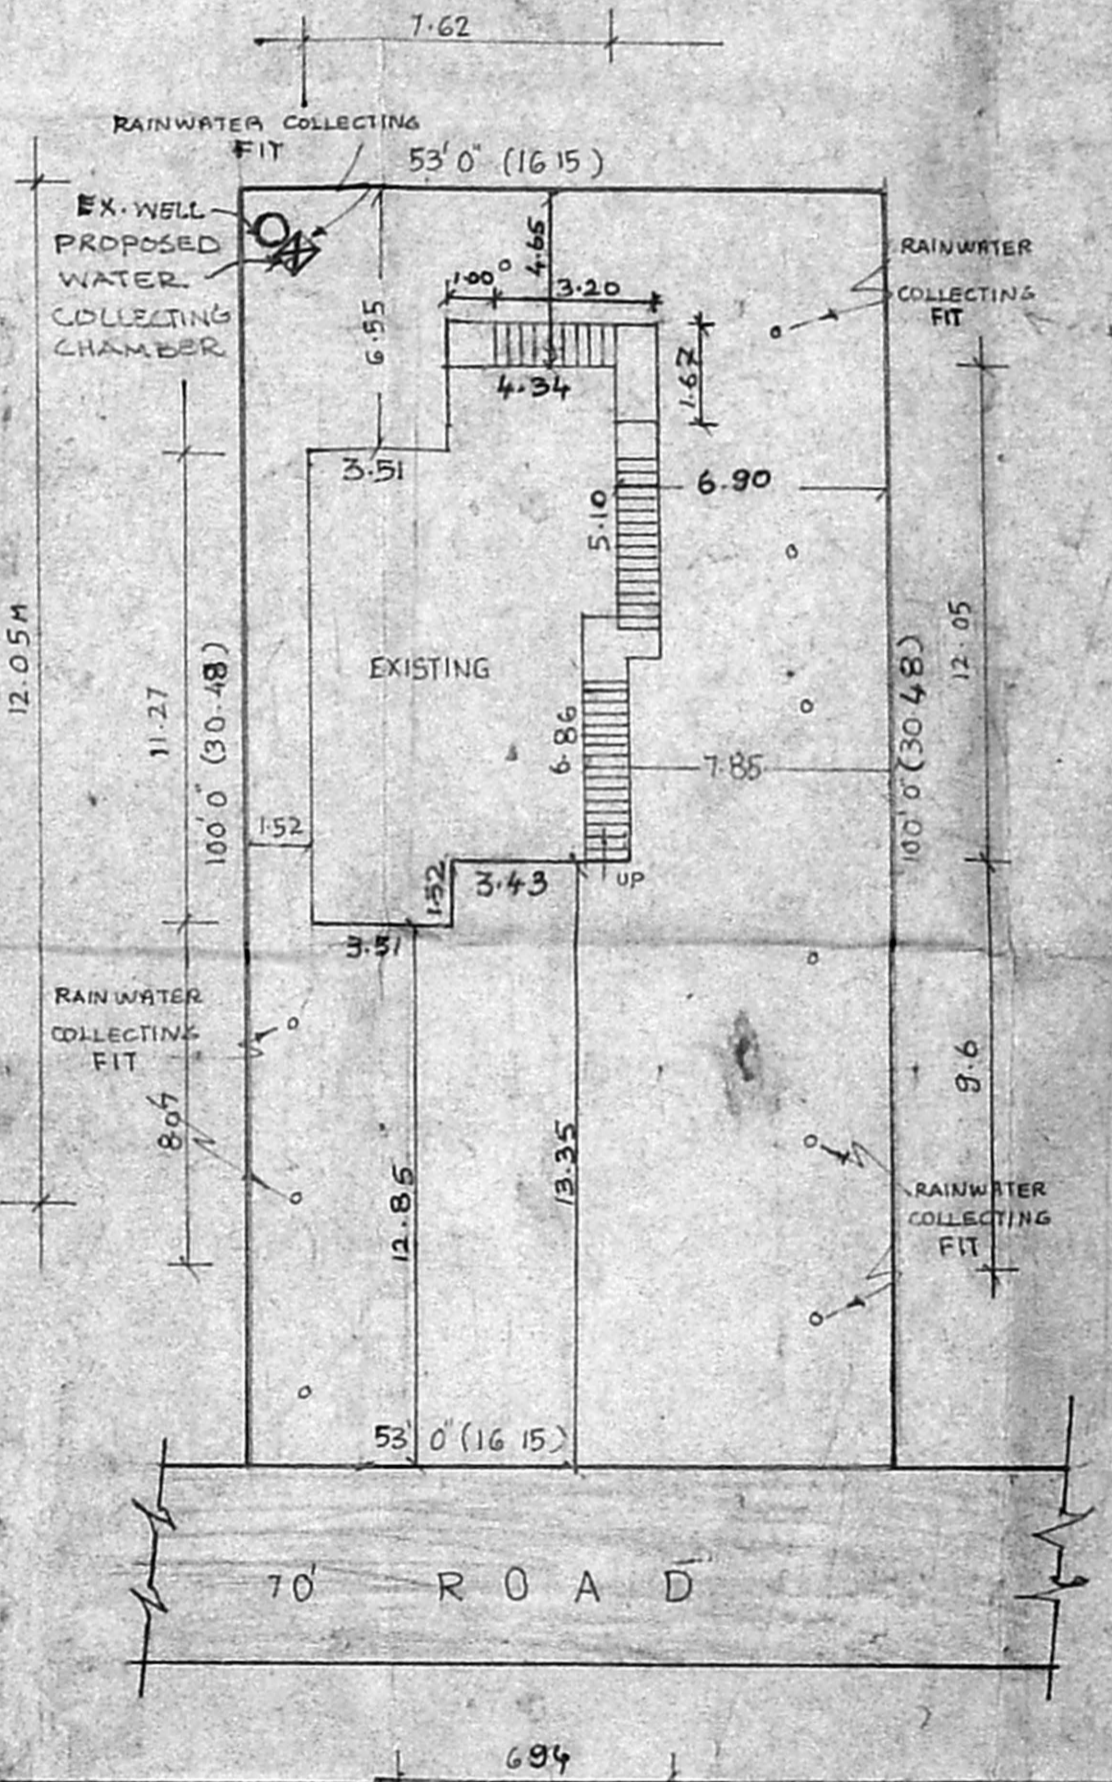 7.62
RAINWATER COLLECTING
FIT
53' 0" (16 15)
EX. WELL
PROPOSED
WATER
COLLECTING
CHAMBER
RAINWATER
COLLECTING
FIT
4.65
1.00
3.20
6.55
4.34
1.67
3.51
6.90
5.10
12.05M
11.27
100' 0" (30.48)
EXISTING
6.86
7.85
100' 0" (30.48)
12.05
1.52
1.52
3.43
UP
3.51
RAINWATER
COLLECTING
FIT
807
9.6
12.85
13.35
RAINWATER
COLLECTING
FIT
53' 0" (16 15)
70' ROAD
694